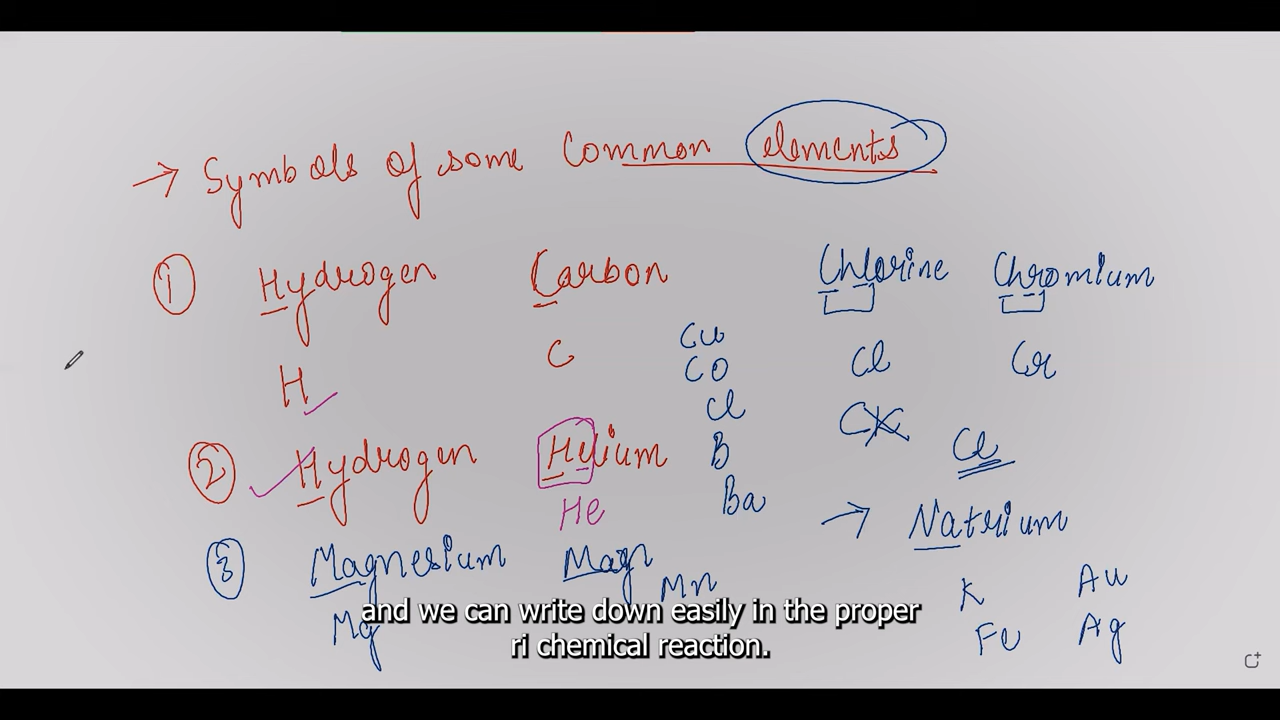 → Symbols of some Common elements
① Hydrogen Carbon Chlorine Chromium
H C Cu Cl Cr
CO
Cl
② Hydrogen Helium B Cl
He Ba → Natrium
③ Magnesium Magn Mn K Au
Mg Fe Ag
and we can write down easily in the proper
ri chemical reaction.